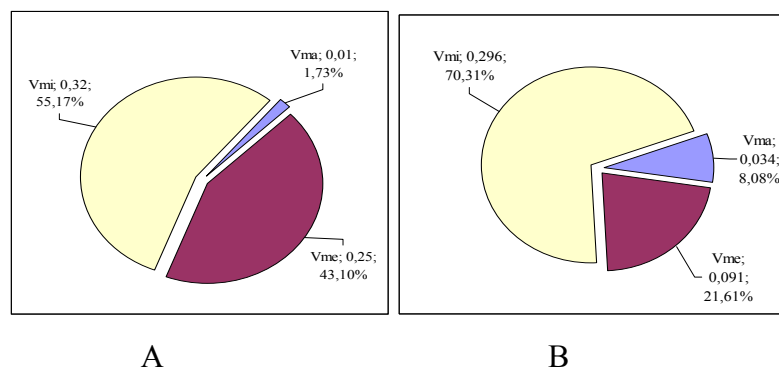 Vmi; 0,32;
55,17%
Vma; 0,01;
1,73%
Vme; 0,25;
43,10%
A
Vmi; 0,296;
70,31%
Vma;
0,034;
8,08%
Vme;
0,091;
21,61%
B